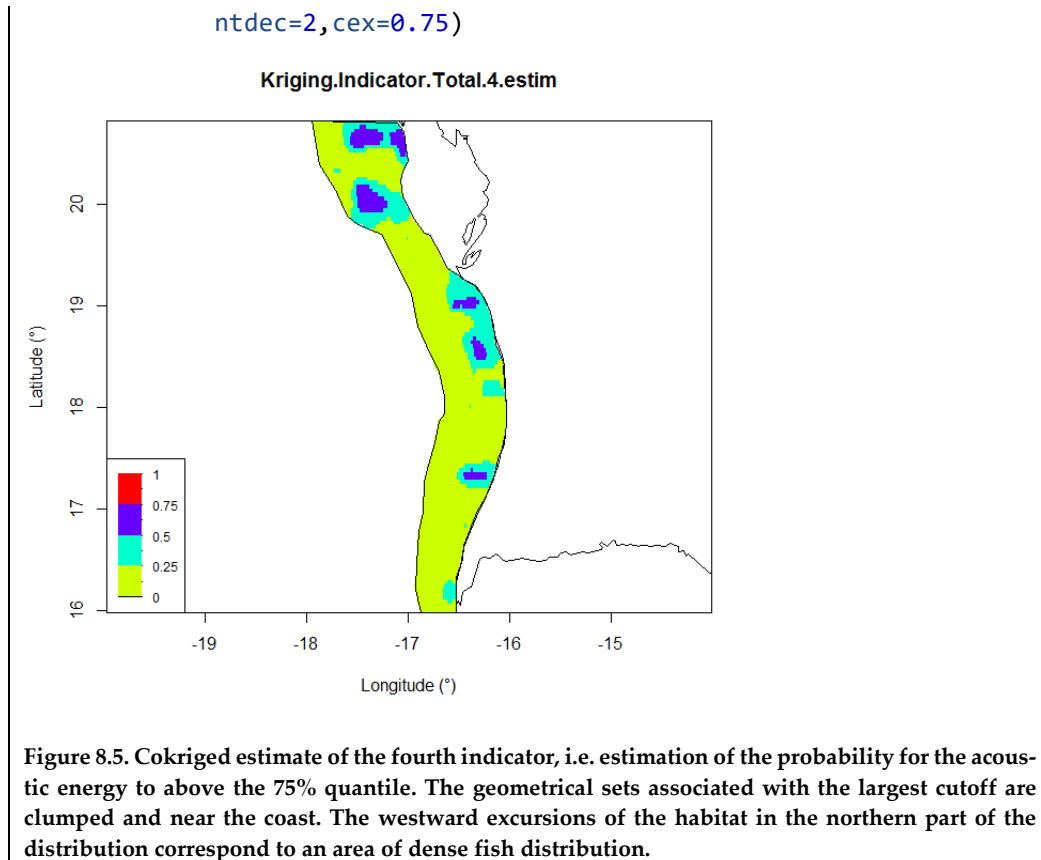 ntdec=2,cex=0.75)
Kriging.Indicator.Total.4.estim
Latitude (°)
20
19
18
17
16
1
0.75
0.5
0.25
0
-19
-18
-17
-16
-15
Longitude (°)
Figure 8.5. Cokriged estimate of the fourth indicator, i.e. estimation of the probability for the acous-
tic energy to above the 75% quantile. The geometrical sets associated with the largest cutoff are
clumped and near the coast. The westward excursions of the habitat in the northern part of the
distribution correspond to an area of dense fish distribution.